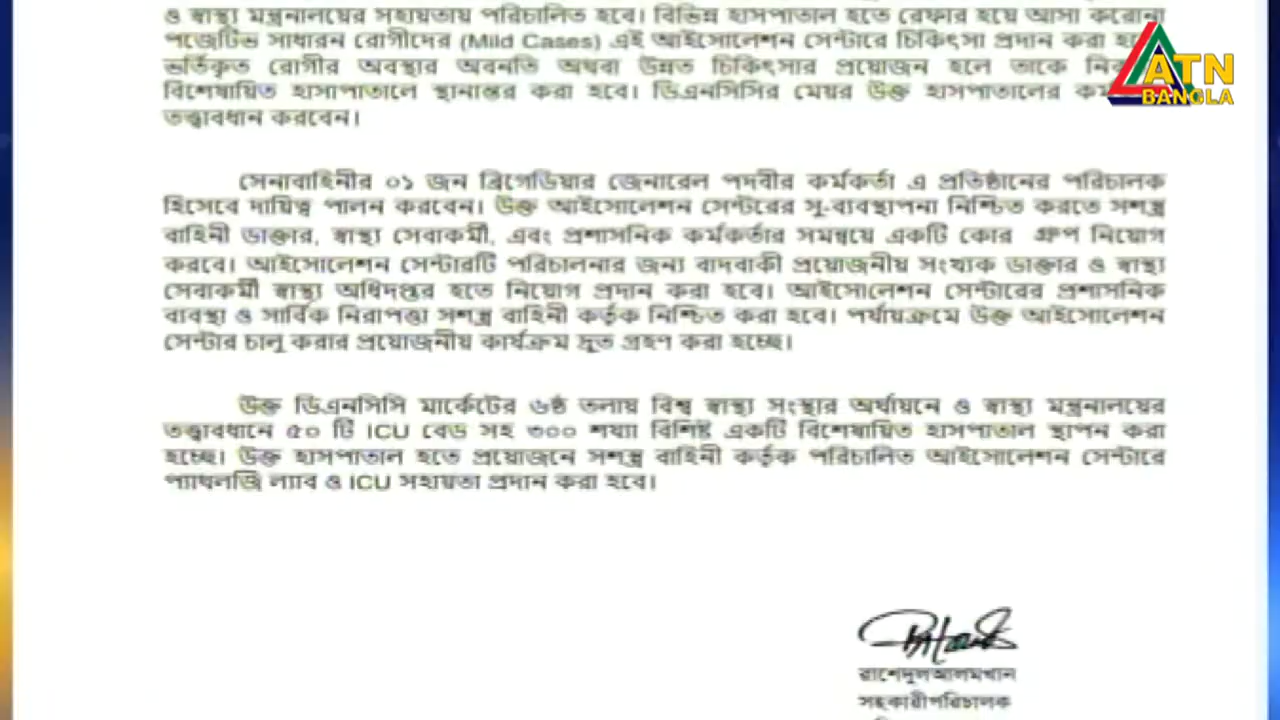 ও স্বাস্থ্য মন্ত্রনালয়ের সহায়তায় পরিচালিত হবে। বিভিন্ন হাসপাতাল হতে রেফার হয়ে আসা করোনা
পজেটিভ সাধারন রোগীদের (Mild Cases) এই আইসোলেশন সেন্টারে চিকিৎসা প্রদান করা
ভর্তিকৃত রোগীর অবস্থার অবনতি অথবা উন্নত চিকিৎসার প্রয়োজন হলে তাকে
বিশেষায়িত হাসাপাতালে স্থানান্তর করা হবে। ডিএনসিসির মেয়র উক্ত হাসপাতালের
তত্ত্বাবধান করবেন।
সেনাবাহিনীর ০১ জন ব্রিগেডিয়ার জেনারেল পদবীর কর্মকর্তা এ প্রতিষ্ঠানের পরিচালক
হিসেবে দায়িত্ব পালন করবেন। উক্ত আইসোলেশন সেন্টারের সু-ব্যবস্থাপনা নিশ্চিত করতে সশস্ত্র
বাহিনী ডাক্তার, স্বাস্থ্য সেবাকর্মী, এবং প্রশাসনিক কর্মকর্তার সমন্বয়ে একটি কোর গ্রুপ নিয়োগ
করবে। আইসোলেশন সেন্টারটি পরিচালনার জন্য বাদবাকী প্রয়োজনীয় সংখ্যক ডাক্তার ও স্বাস্থ্য
সেবাকর্মী স্বাস্থ্য অধিদপ্তর হতে নিয়োগ প্রদান করা হবে। আইসোলেশন সেন্টারের প্রশাসনিক
ব্যবস্থা ও সার্বিক নিরাপত্তা সশস্ত্র বাহিনী কর্তৃক নিশ্চিত করা হবে। পর্যায়ক্রমে উক্ত আইসোলেশন
সেন্টার চালু করার প্রয়োজনীয় কার্যক্রম দ্রুত গ্রহণ করা হচ্ছে।
উক্ত ডিএনসিসি মার্কেটের ৬ষ্ঠ তলায় বিশ্ব স্বাস্থ্য সংস্থার অর্থায়নে ও স্বাস্থ্য মন্ত্রনালয়ের
তত্ত্বাবধানে ৫০ টি ICU বেড সহ ৩০০ শয্যা বিশিষ্ট একটি বিশেষায়িত হাসপাতাল স্থাপন করা
হচ্ছে। উক্ত হাসপাতাল হতে প্রয়োজনে সশস্ত্র বাহিনী কর্তৃক পরিচালিত আইসোলেশন সেন্টারে
প্যাথলজি ল্যাব ও ICU সহায়তা প্রদান করা হবে।
রাশেদুলআলমখান
সহকারীপরিচালক
ATN
BANGLA